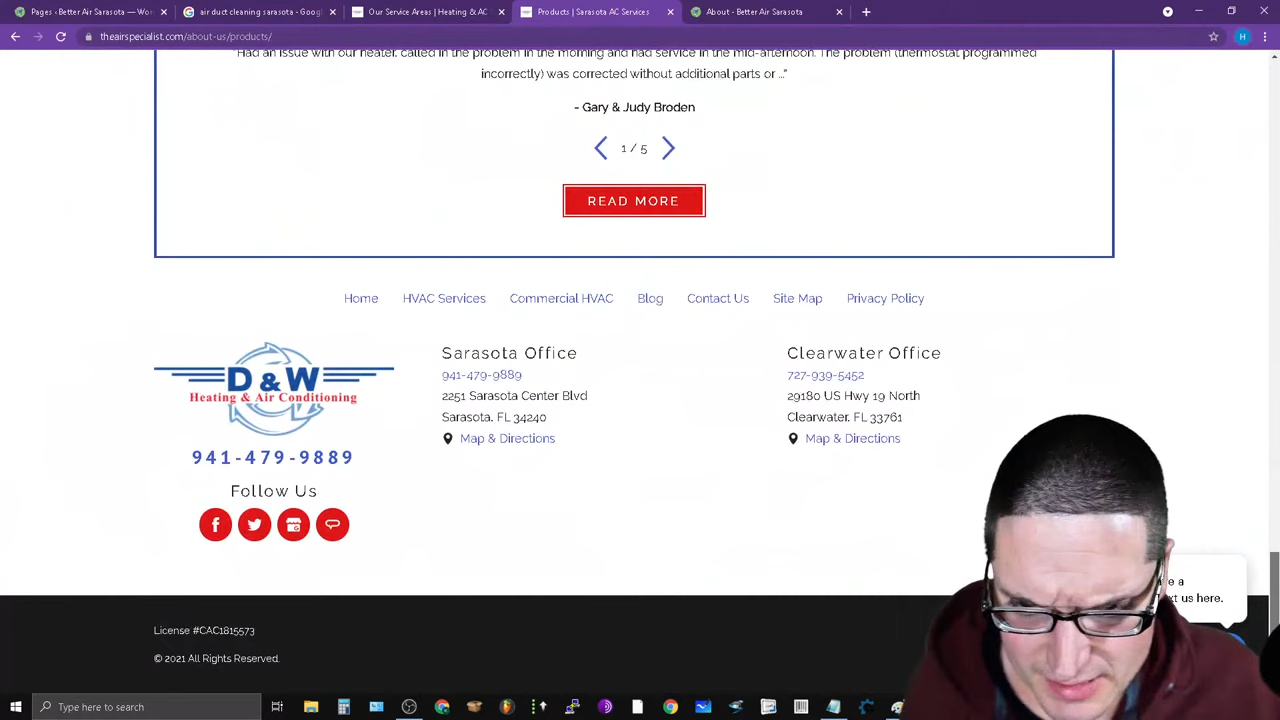 Pages - Better Air Sarasota — Wo
air duct cleaning sarasota - Googl
Our Service Areas | Heating & AC
Products | Sarasota AC Services
About - Better Air Sarasota
theairspecialist.com/about-us/products/
H
"Had an issue with our heater, called in the problem in the morning and had service in the mid-afternoon. The problem (thermostat programmed
incorrectly) was corrected without additional parts or ..."
- Gary & Judy Broden
1 / 5
READ MORE
Home HVAC Services Commercial HVAC Blog Contact Us Site Map Privacy Policy
D & W
Heating & Air Conditioning
941-479-9889
Follow Us
Sarasota Office
941-479-9889
2251 Sarasota Center Blvd
Sarasota, FL 34240
Map & Directions
Clearwater Office
727-939-5452
29180 US Hwy 19 North
Clearwater, FL 33761
Map & Directions
a
us here.
License #CAC1815573
© 2021 All Rights Reserved.
Type here to search